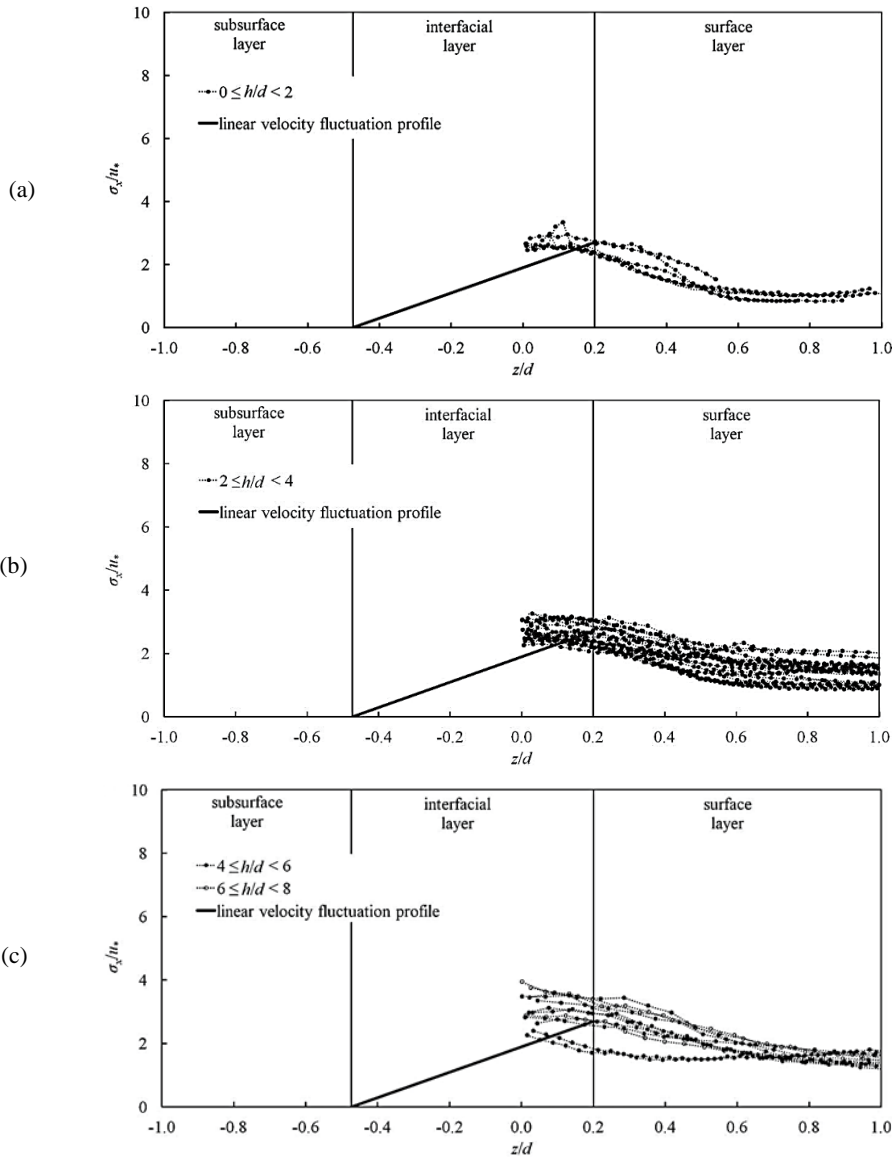 (a)
10
8
6
4
2
0
σx/u*
subsurface
layer
interfacial
layer
surface
layer
0 ≤ h/d < 2
linear velocity fluctuation profile
-1.0 -0.8 -0.6 -0.4 -0.2 0.0 0.2 0.4 0.6 0.8 1.0
z/d
(b)
10
8
6
4
2
0
σx/u*
subsurface
layer
interfacial
layer
surface
layer
2 ≤ h/d < 4
linear velocity fluctuation profile
-1.0 -0.8 -0.6 -0.4 -0.2 0.0 0.2 0.4 0.6 0.8 1.0
z/d
(c)
10
8
6
4
2
0
σx/u*
subsurface
layer
interfacial
layer
surface
layer
4 ≤ h/d < 6
6 ≤ h/d < 8
linear velocity fluctuation profile
-1.0 -0.8 -0.6 -0.4 -0.2 0.0 0.2 0.4 0.6 0.8 1.0
z/d